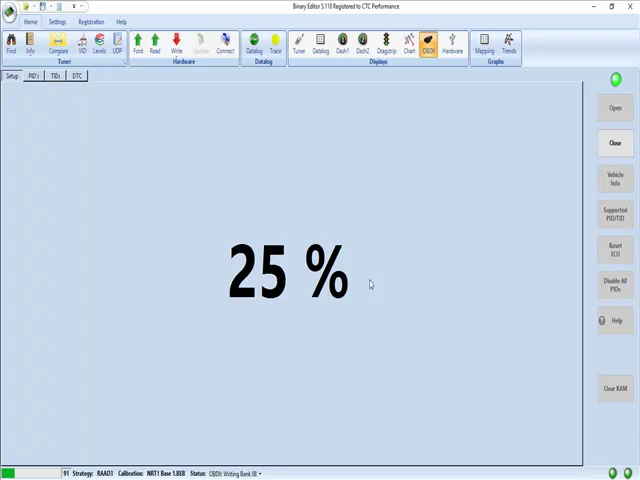 Binary Editor 5.118 Registered to CTC Performance
Home Settings Registration Help
Find Info Compare VID Levels UDP Ford Read Write Update Connect Datalog Trace Tuner Datalog Dash1 Dash2 Dragstrip Chart OBDII Hardware Mapping Trends
Tuner Hardware Datalog Displays Graphs
Setup PID's TIDs DTC
Open
Close
Vehicle
Info
Supported
PID/TID
Reset
ECU
Disable All
PIDs
Help
Clear KAM
25 %
91 Strategy: RAAD3 Calibration: NRT1 Base 1.BEB Status: OBDII: Writing Bank 08